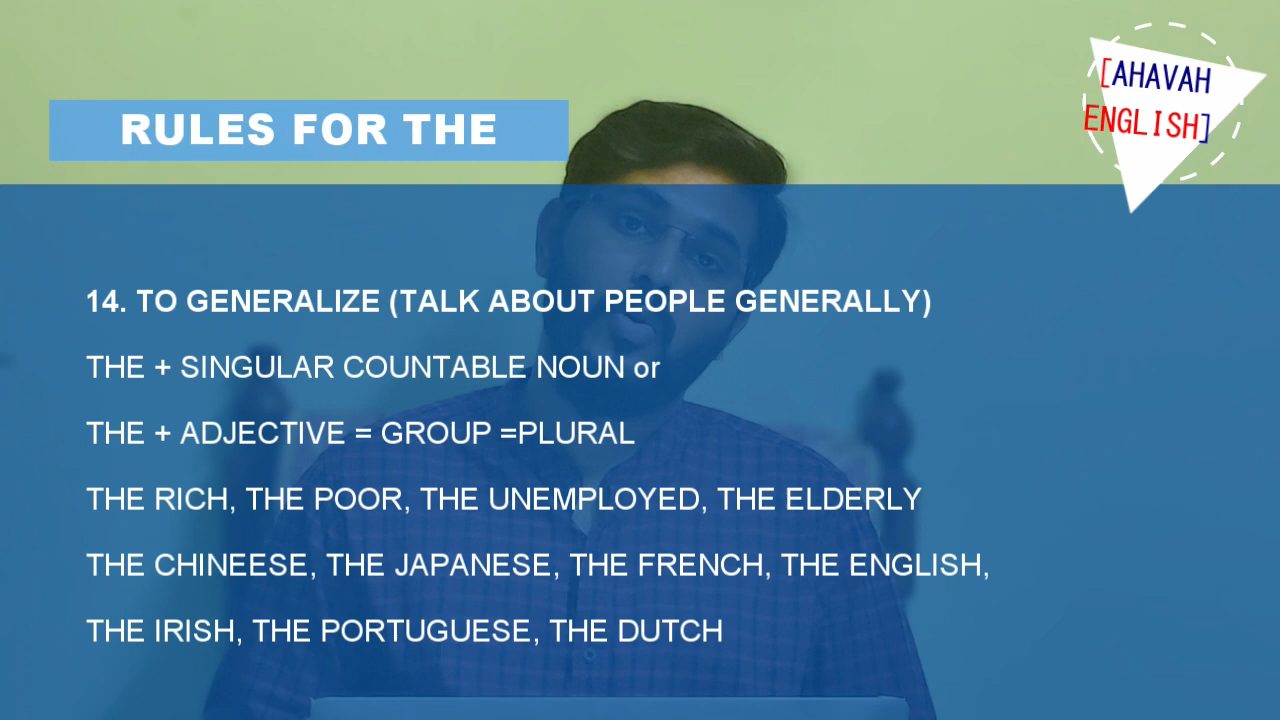 RULES FOR THE
[AHAVAH
ENGLISH]
14. TO GENERALIZE (TALK ABOUT PEOPLE GENERALLY)
THE + SINGULAR COUNTABLE NOUN or
THE + ADJECTIVE = GROUP =PLURAL
THE RICH, THE POOR, THE UNEMPLOYED, THE ELDERLY
THE CHINEESE, THE JAPANESE, THE FRENCH, THE ENGLISH,
THE IRISH, THE PORTUGUESE, THE DUTCH